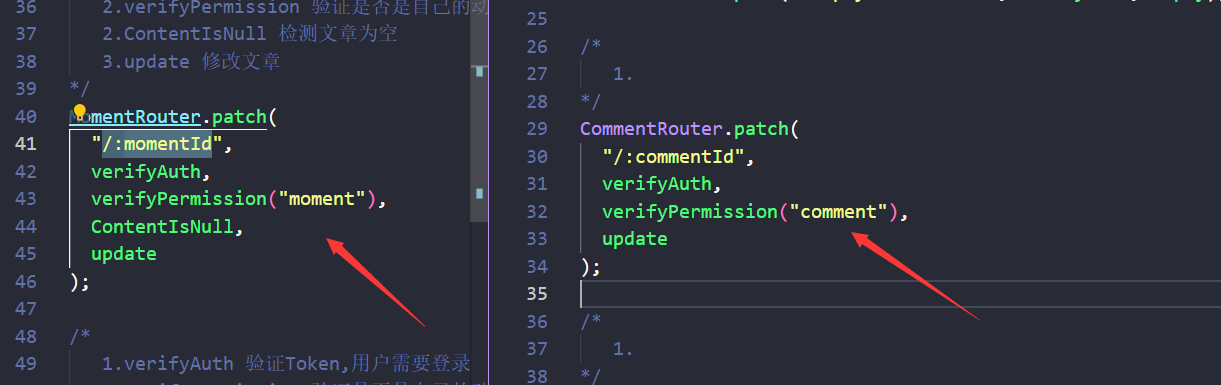 36 2.verifyPermission 验证是否是自己的动
37 2.ContentIsNull 检测文章为空
38 3.update 修改文章
39 */
40 MomentRouter.patch(
41 "/:momentId",
42 verifyAuth,
43 verifyPermission("moment"),
44 ContentIsNull,
45 update
46 );
47
48 /*
49 1.verifyAuth 验证Token,用户需要登录
25
26 /*
27 1.
28 */
29 CommentRouter.patch(
30 "/:commentId",
31 verifyAuth,
32 verifyPermission("comment"),
33 update
34 );
35
36 /*
37 1.
38 */